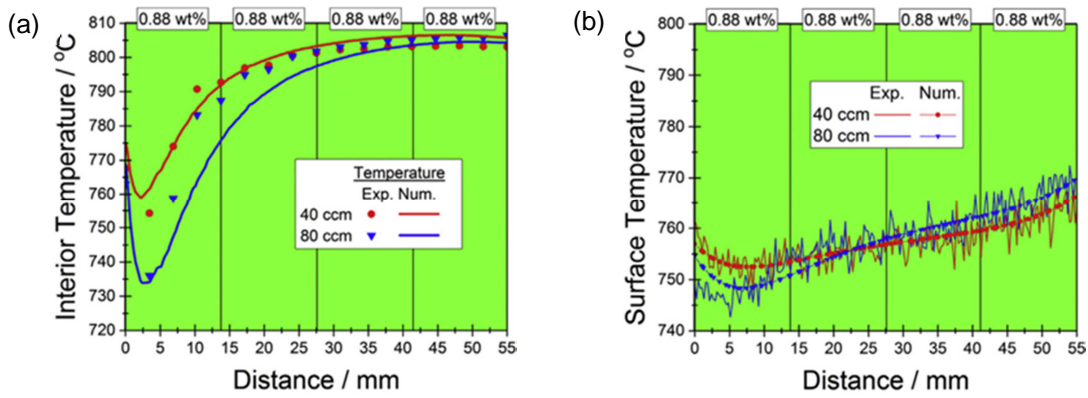 (a)
0.88 wt% 0.88 wt% 0.88 wt% 0.88 wt%
810
800
790
780
770
760
750
740
730
720
Interior Temperature / ºC
Temperature
Exp. Num.
40 ccm
80 ccm
0 5 10 15 20 25 30 35 40 45 50 55
Distance / mm
(b)
0.88 wt% 0.88 wt% 0.88 wt% 0.88 wt%
800
790
780
770
760
750
740
Surface Temperature / ºC
Exp. Num.
40 ccm
80 ccm
0 5 10 15 20 25 30 35 40 45 50 55
Distance / mm